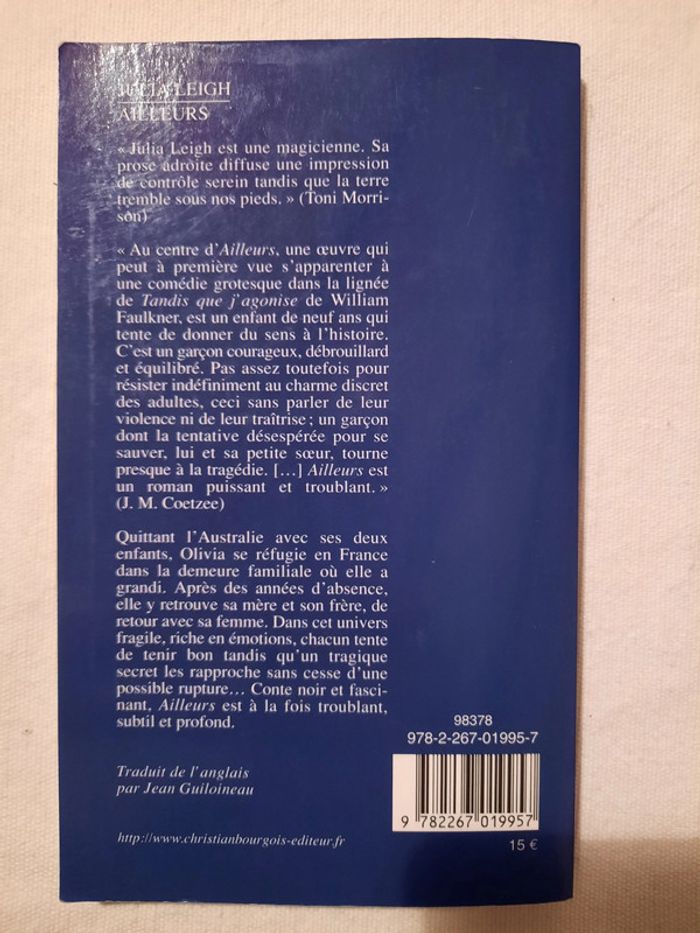 JULIA LEIGH
AILLEURS
« Julia Leigh est une magicienne. Sa
prose adroite diffuse une impression
de contrôle serein tandis que la terre
tremble sous nos pieds. » (Toni Morri-
son)
« Au centre d'Ailleurs, une œuvre qui
peut à première vue s'apparenter à
une comédie grotesque dans la lignée
de Tandis que j'agonise de William
Faulkner, est un enfant de neuf ans qui
tente de donner du sens à l'histoire.
C'est un garçon courageux, débrouillard
et équilibré. Pas assez toutefois pour
résister indéfiniment au charme discret
des adultes, ceci sans parler de leur
violence ni de leur traîtrise ; un garçon
dont la tentative désespérée pour se
sauver, lui et sa petite sœur, tourne
presque à la tragédie. […] Ailleurs est
un roman puissant et troublant. »
(J. M. Coetzee)
Quittant l'Australie avec ses deux
enfants, Olivia se réfugie en France
dans la demeure familiale où elle a
grandi. Après des années d'absence,
elle y retrouve sa mère et son frère, de
retour avec sa femme. Dans cet univers
fragile, riche en émotions, chacun tente
de tenir bon tandis qu'un tragique
secret les rapproche sans cesse d'une
possible rupture… Conte noir et fasci-
nant, Ailleurs est à la fois troublant,
subtil et profond.
Traduit de l'anglais
par Jean Guiloineau
http://www.christianbourgois-editeur.fr
98378
978-2-267-01995-7
9 782267 019957
15 €